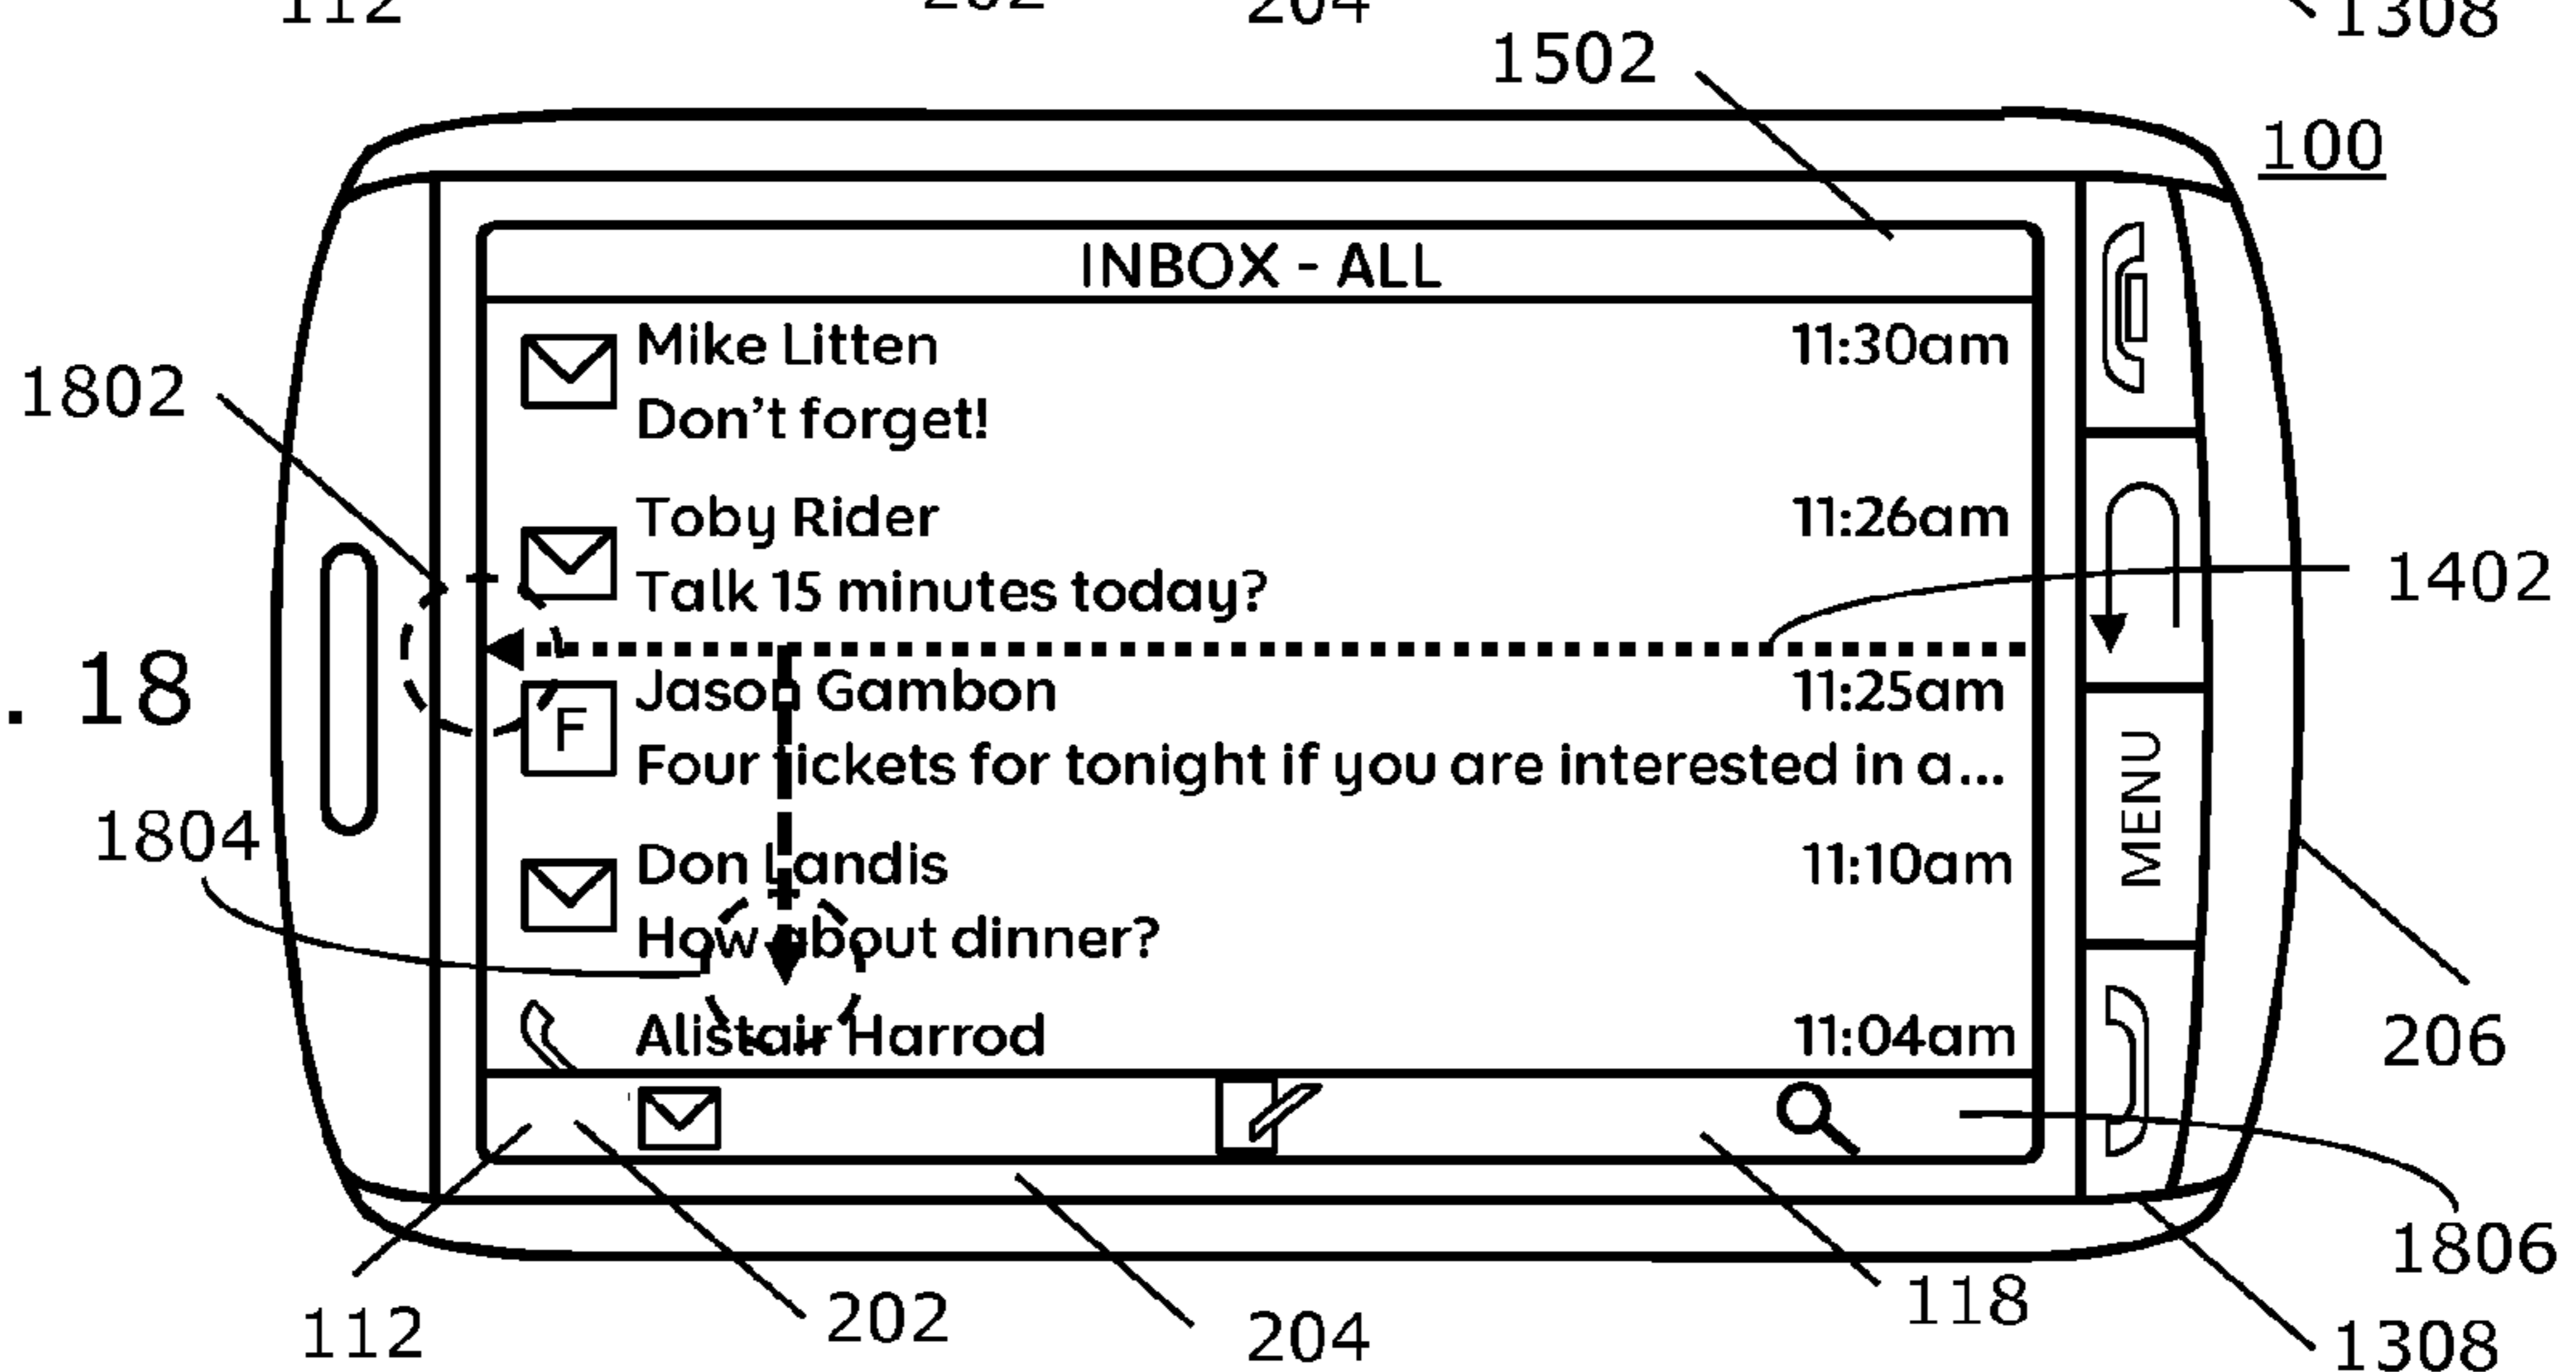 112 202 204 1308
1502
100
INBOX - ALL
Mike Litten 11:30am
Don't forget!
1802
Toby Rider 11:26am
Talk 15 minutes today?
1402
. 18
Jason Gambon 11:25am
F
Four tickets for tonight if you are interested in a...
MENU
1804
Don Landis 11:10am
How about dinner?
206
Alistair Harrod 11:04am
1806
112 202 204 118 1308